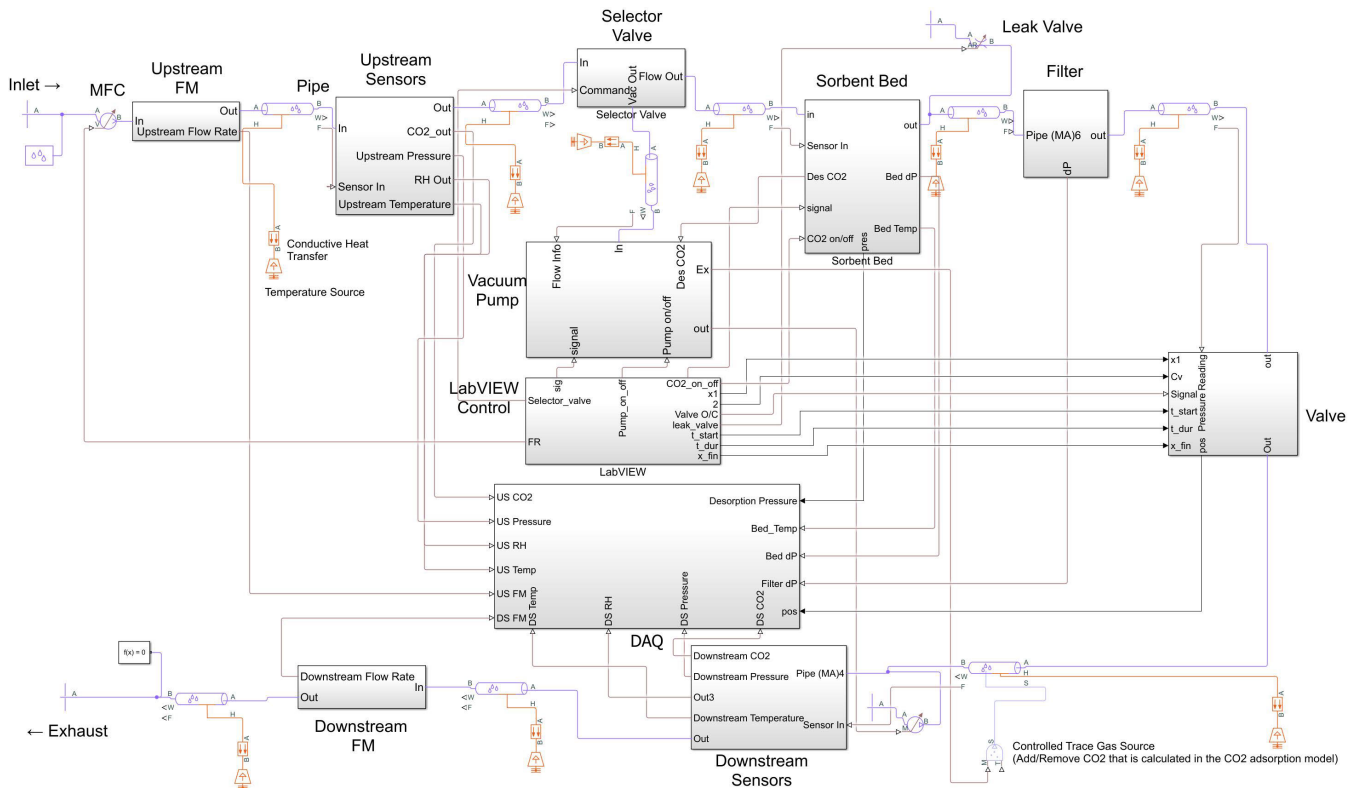 Inlet →
MFC
Upstream
FM
Pipe
Upstream
Sensors
Selector
Valve
Leak Valve
Sorbent Bed
Filter
A
V
B
In
Out
Upstream Flow Rate
A
B
H
W>
F
In
Sensor In
Out
CO2_out
Upstream Pressure
RH Out
Upstream Temperature
A
B
H
W>
F>
In
Command
Vac Out
Flow Out
Selector Valve
A
B
H
W>
F>
A
AR
B
in
Sensor In
Des CO2
signal
CO2 on/off
out
Bed dP
Bed Temp
pres
Sorbent Bed
A
B
H
W>
F>
Pipe (MA)6
out
dP
A
B
H
W>
F
Conductive Heat
Transfer
Temperature Source
B
A
H
A
<W
F
B
Vacuum
Pump
Flow Info
In
Des CO2
Ex
out
signal
Pump on/off
LabVIEW
Control
sig
Selector_valve
Pump_on_off
FR
CO2_on_off
x1
2
Valve O/C
leak_valve
t_start
t_dur
x_fin
LabVIEW
x1
Cv
Signal
t_start
t_dur
x_fin
Pressure Reading
pos
out
Out
Valve
US CO2
US Pressure
US RH
US Temp
US FM
DS FM
DS Temp
DS RH
DS Pressure
DS CO2
Desorption Pressure
Bed_Temp
Bed dP
Filter dP
pos
DAQ
f(x) = 0
A
B
A
<W
<F
H
← Exhaust
Downstream Flow Rate
Out
In
Downstream
FM
B
A
<W
<F
H
Downstream CO2
Downstream Pressure
Out3
Downstream Temperature
Out
Pipe (MA)4
Sensor In
Downstream
Sensors
A
M
B
B
A
<W
F
H
S
S
M
T
Controlled Trace Gas Source
(Add/Remove CO2 that is calculated in the CO2 adsorption model)